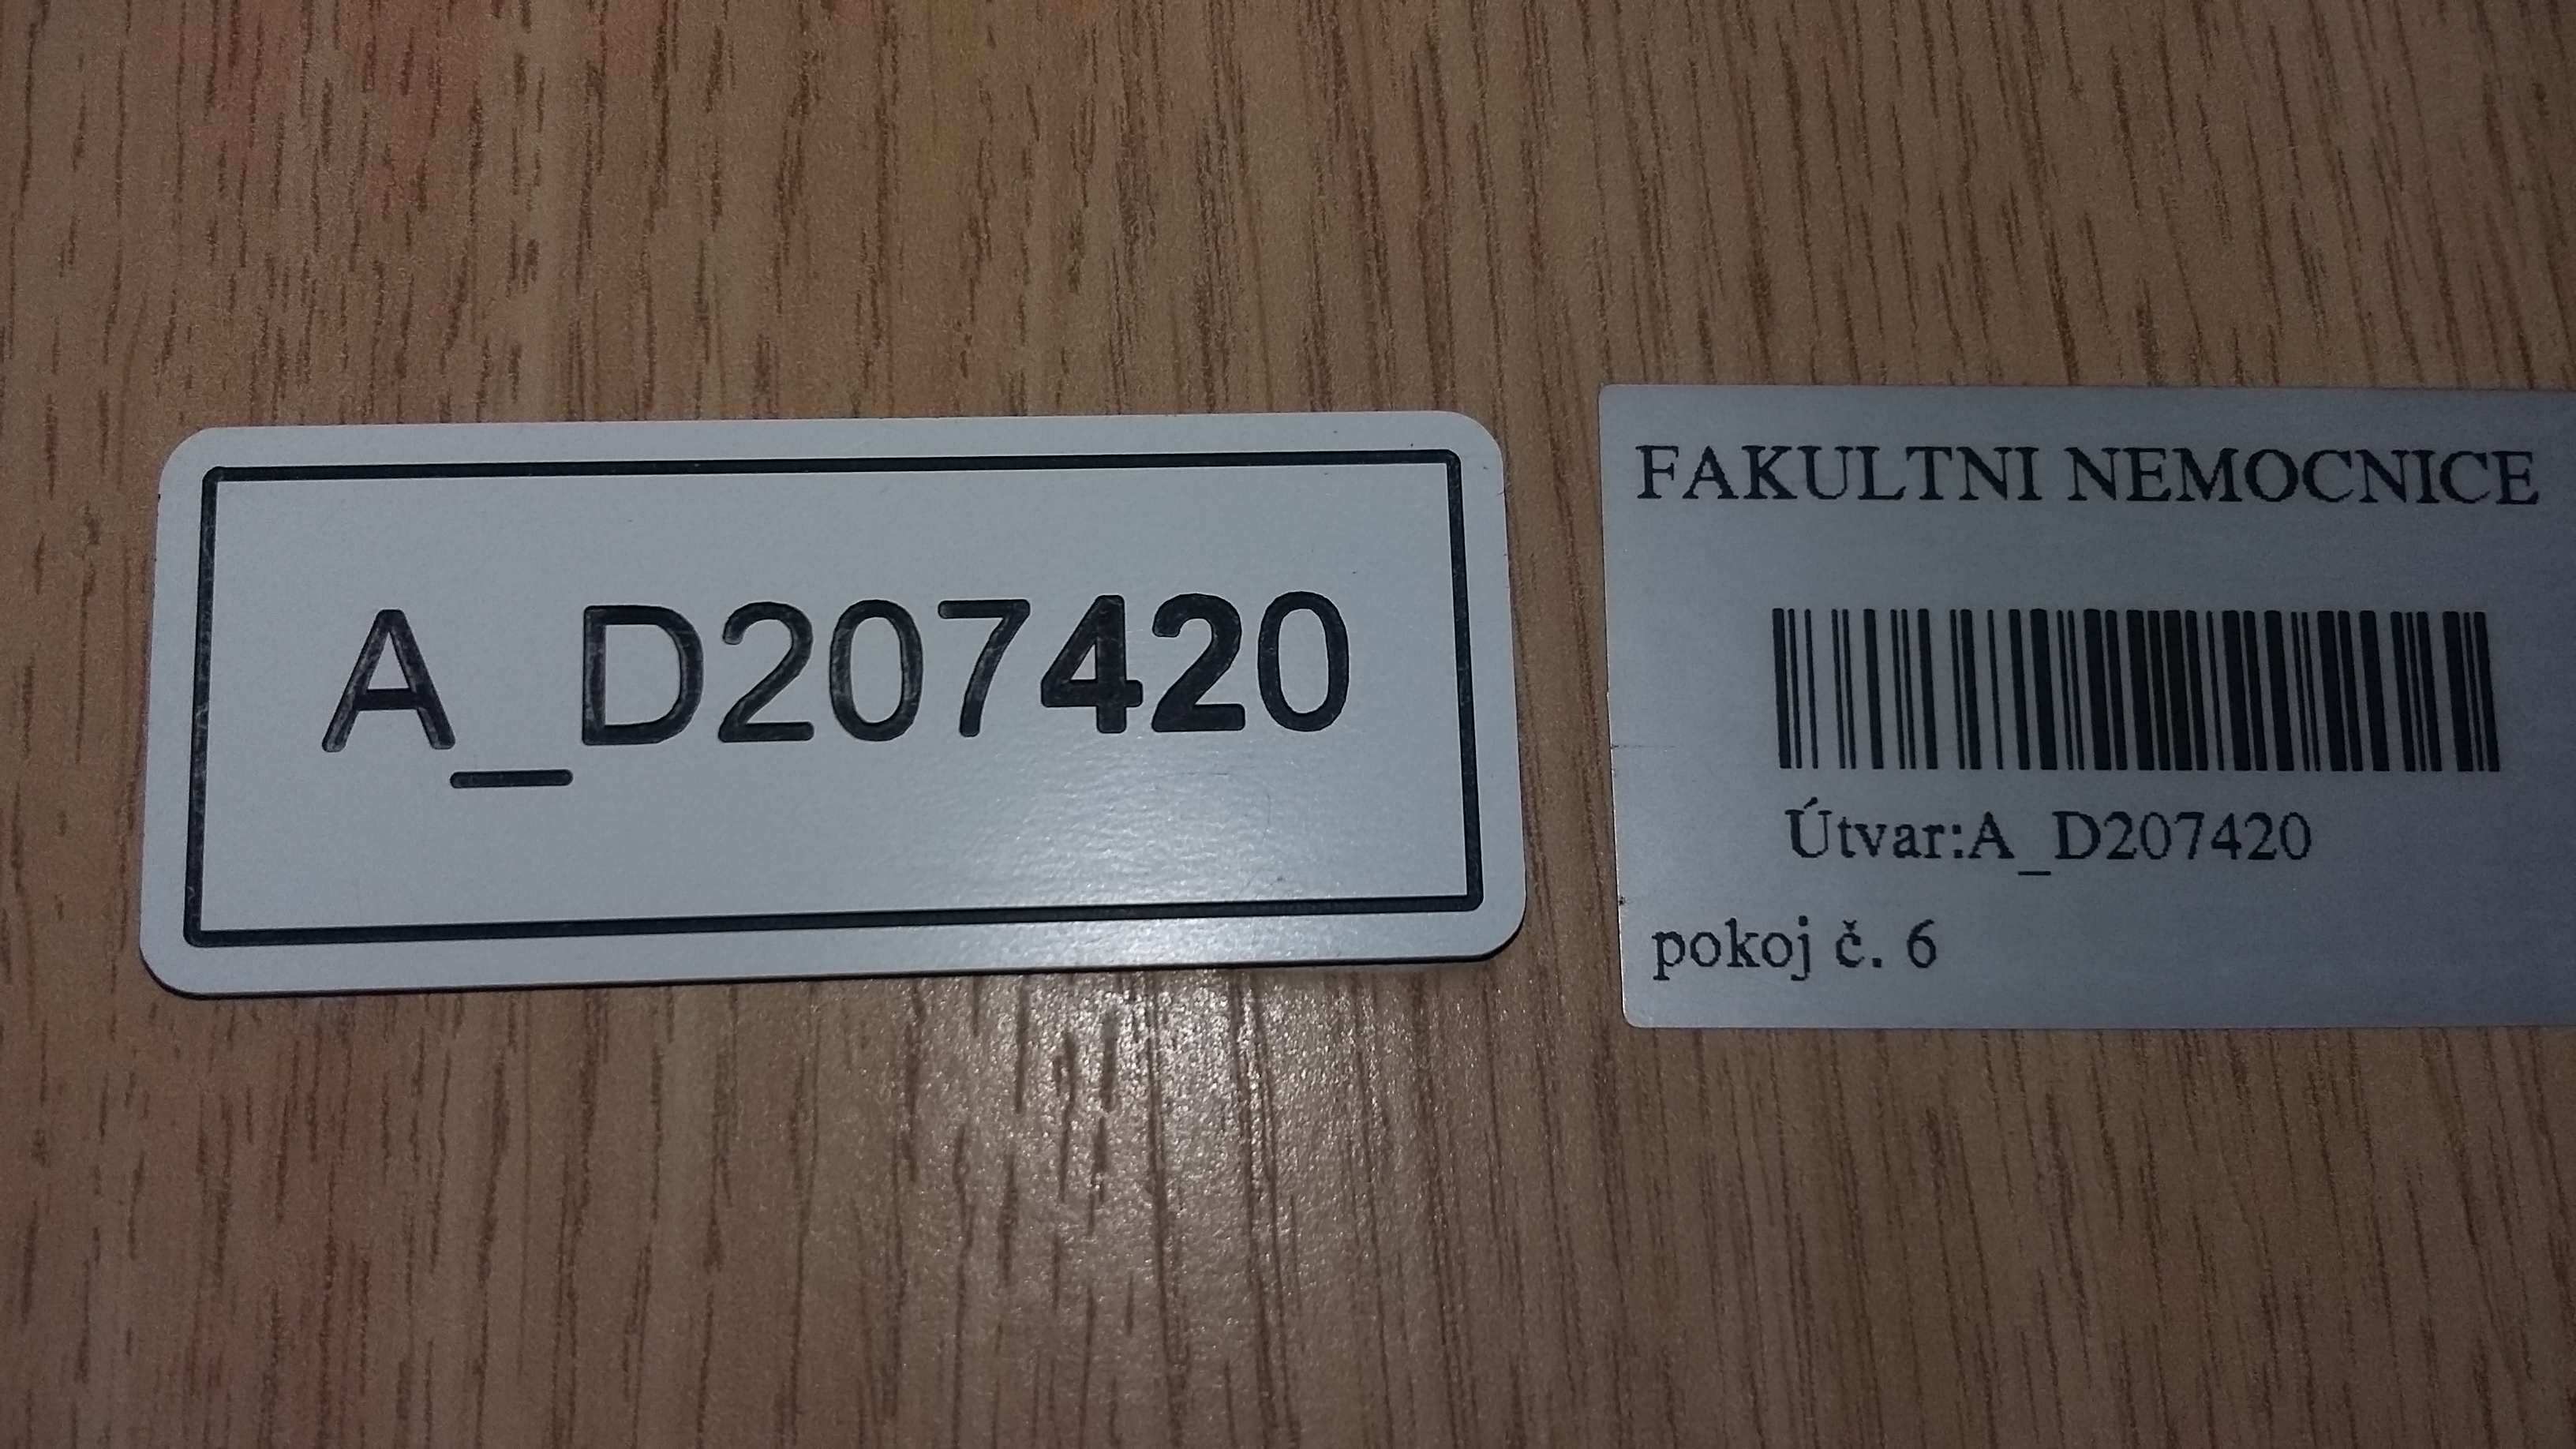 A_D207420
FAKULTNI NEMOCNICE
Útvar:A_D207420
pokoj č. 6